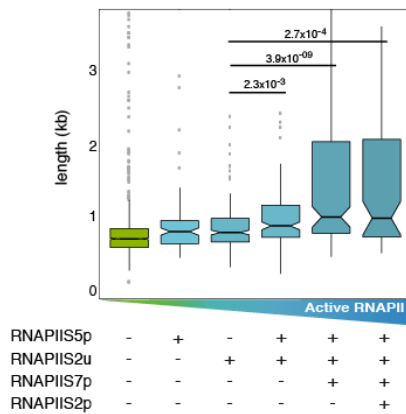 2.7x10⁻⁴
3.9x10⁻⁰⁹
2.3x10⁻³
length (kb)
3
2
1
0
Active RNAPII
RNAPIIS5p - + - + + +
RNAPIIS2u - - + + + +
RNAPIIS7p - - - - + +
RNAPIIS2p - - - - - +